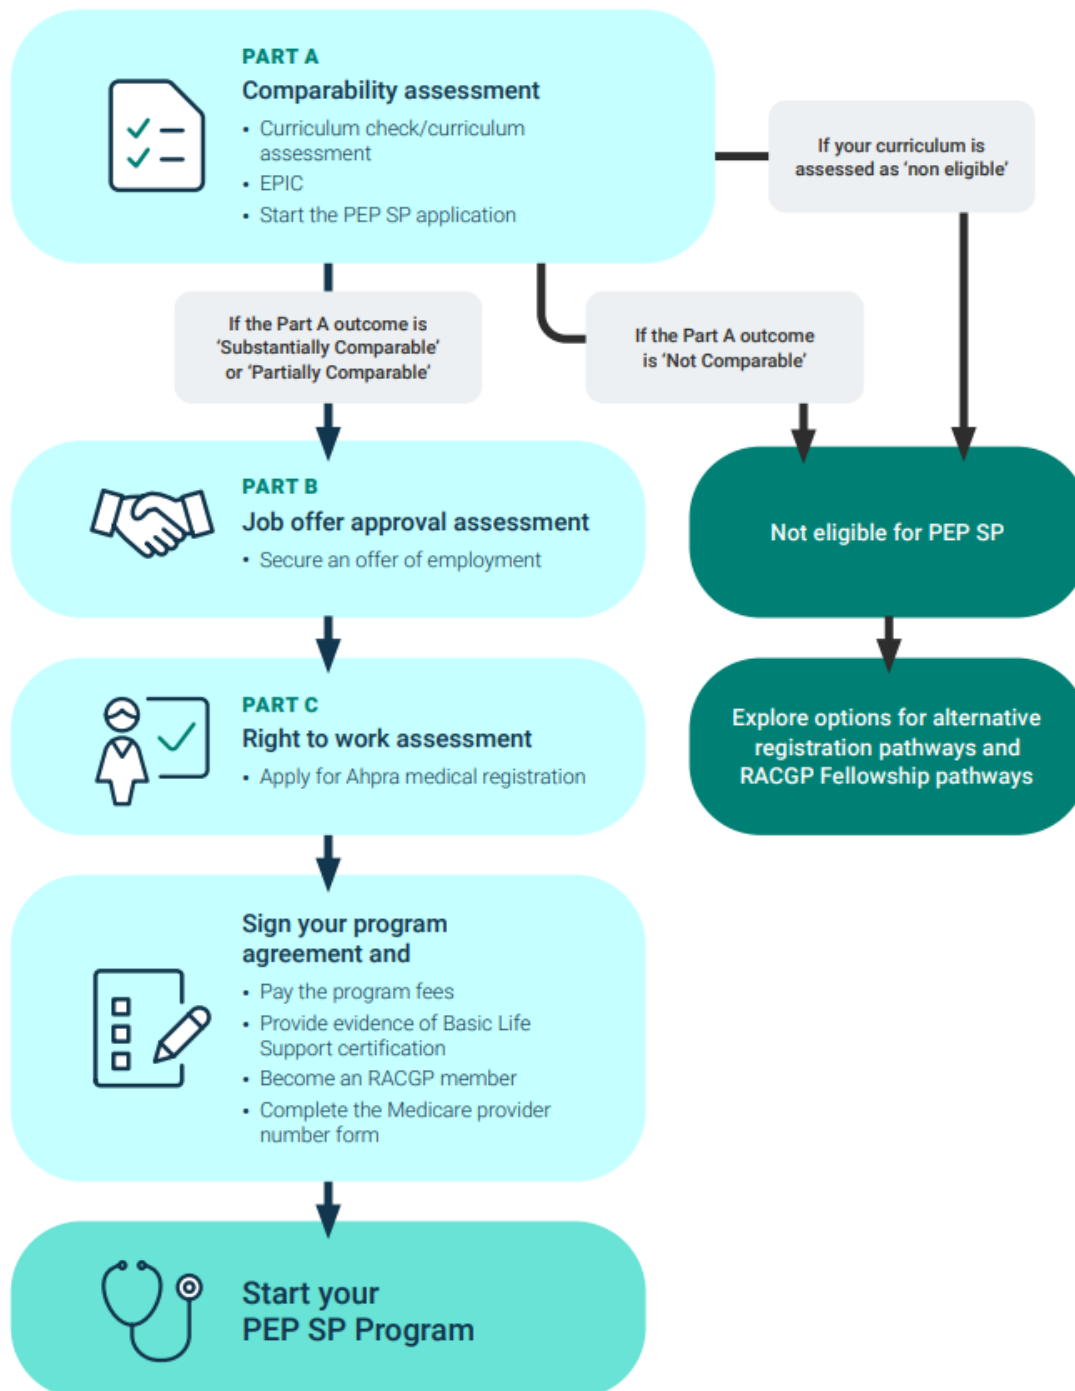 PART A
Comparability assessment
• Curriculum check/curriculum
assessment
• EPIC
• Start the PEP SP application
If your curriculum is
assessed as ‘non eligible’
If the Part A outcome is
‘Substantially Comparable’
or ‘Partially Comparable’
If the Part A outcome
is ‘Not Comparable’
PART B
Job offer approval assessment
• Secure an offer of employment
Not eligible for PEP SP
PART C
Right to work assessment
• Apply for Ahpra medical registration
Explore options for alternative
registration pathways and
RACGP Fellowship pathways
Sign your program
agreement and
• Pay the program fees
• Provide evidence of Basic Life
Support certification
• Become an RACGP member
• Complete the Medicare provider
number form
Start your
PEP SP Program